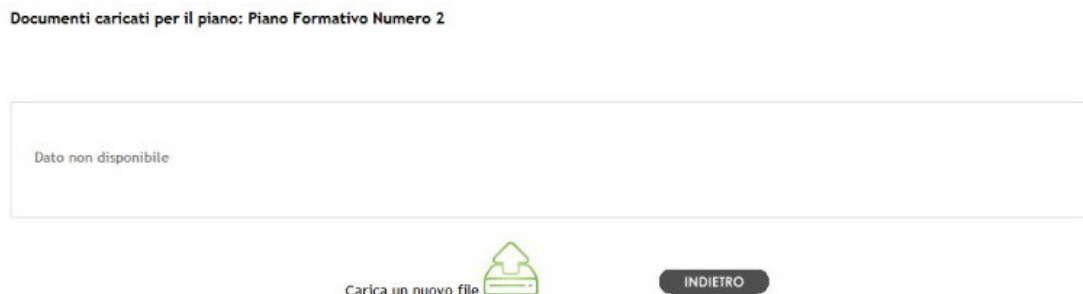 Documenti caricati per il piano: Piano Formativo Numero 2
Dato non disponibile
Carica un nuovo file
INDIETRO